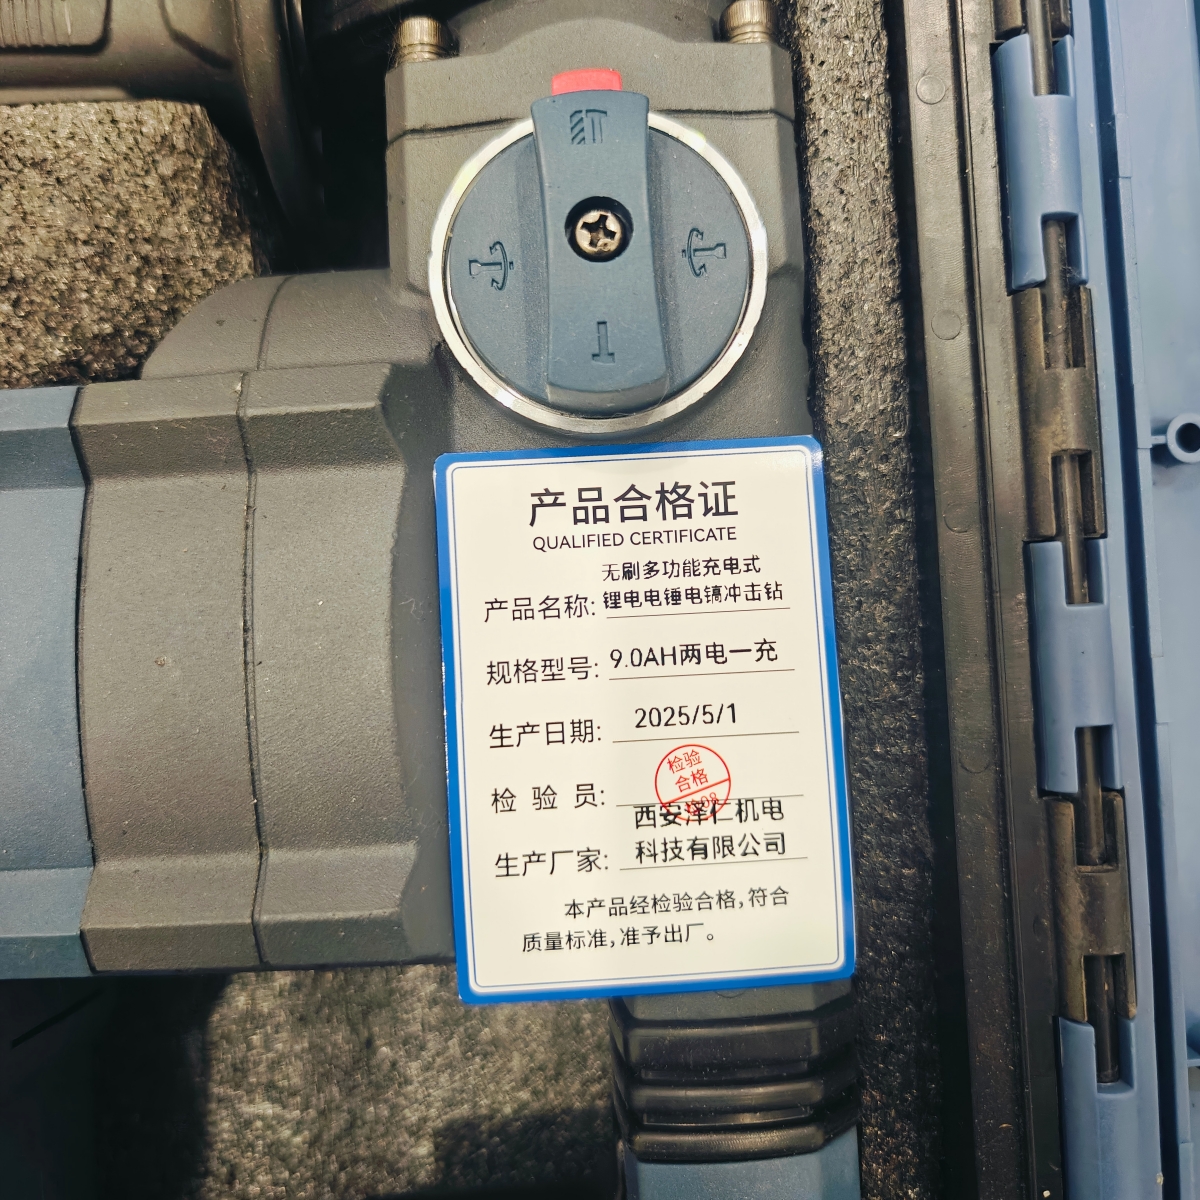 产品合格证
QUALIFIED CERTIFICATE
无刷多功能充电式
产品名称: 锂电电锤电镐冲击钻
规格型号: 9.0AH两电一充
生产日期: 2025/5/1
检验
合格
检 验 员:
西安泽仁机电
生产厂家: 科技有限公司
本产品经检验合格,符合
质量标准,准予出厂。